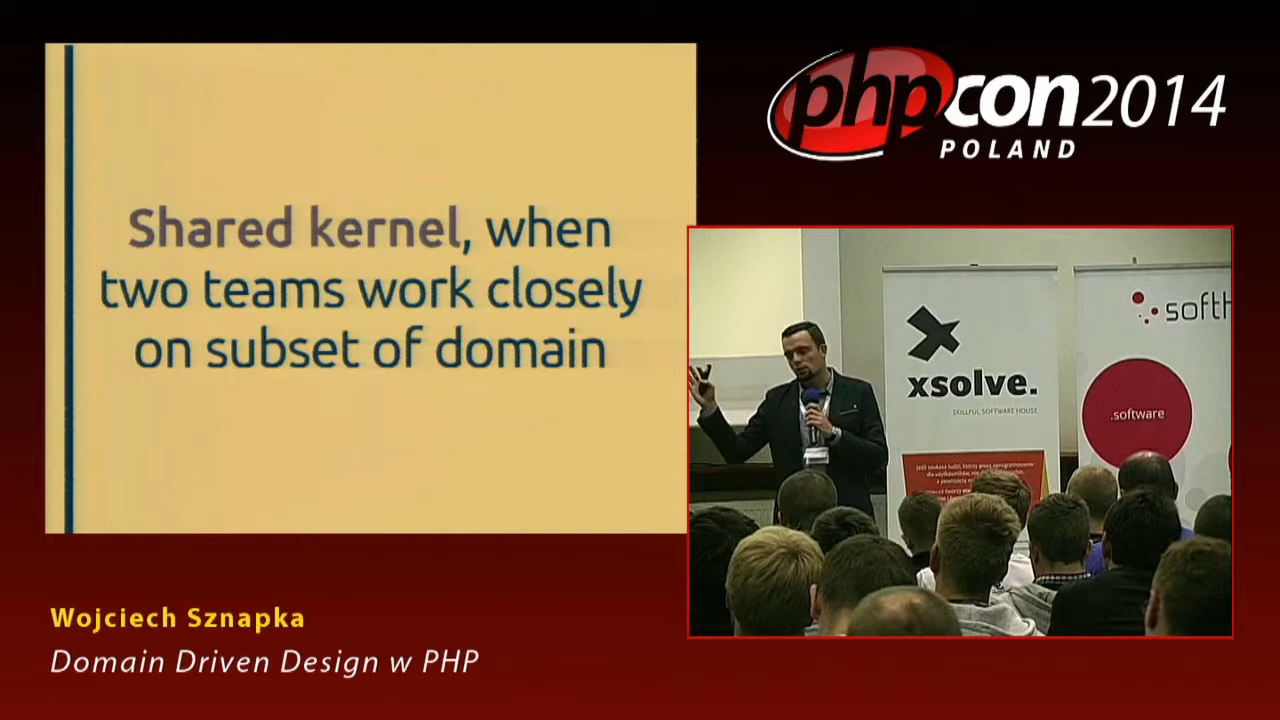 phpcon2014
POLAND
Shared kernel, when
two teams work closely
on subset of domain
xsolve.
SKILLFUL SOFTWARE HOUSE
.software
Wojciech Sznapka
Domain Driven Design w PHP